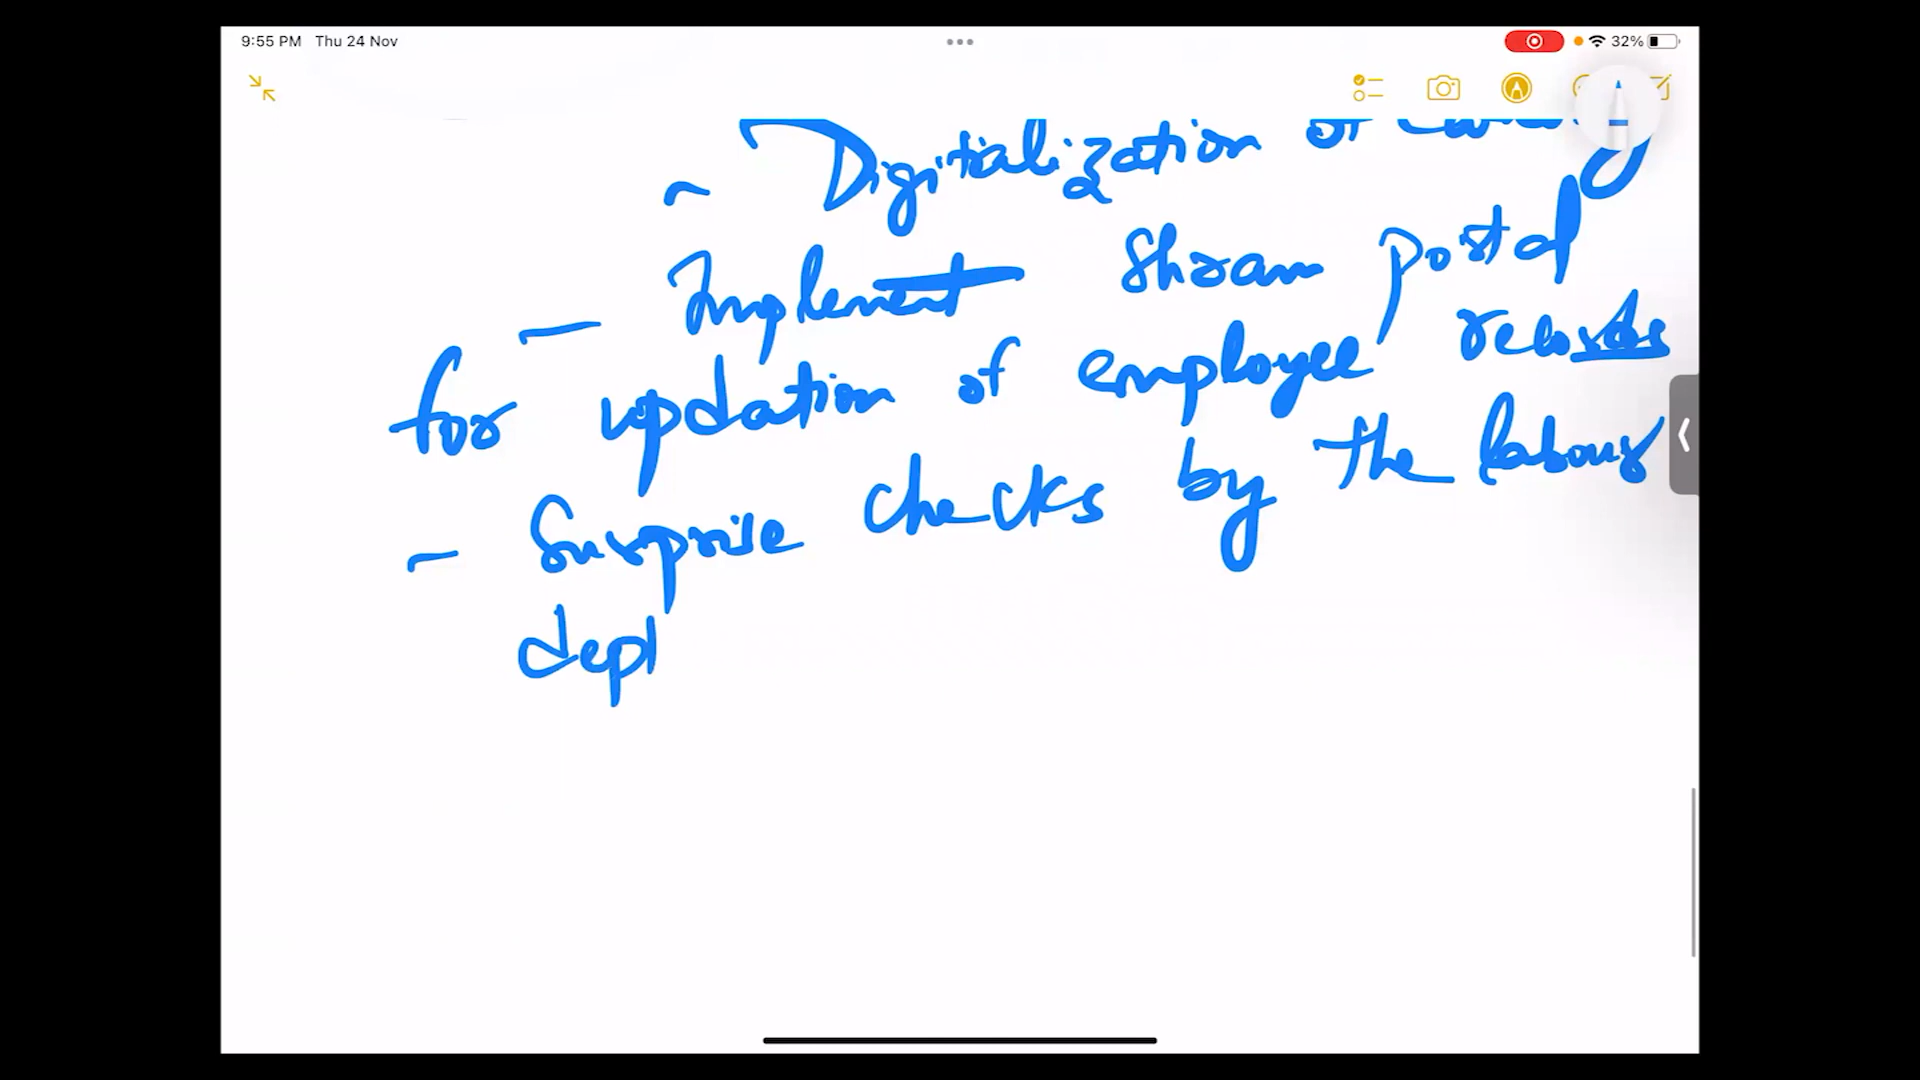 9:55 PM Thu 24 Nov
32%
~ Digitialization of
— Implement Shram Portal
for updation of employee records
- Surprise checks by the labour
dept